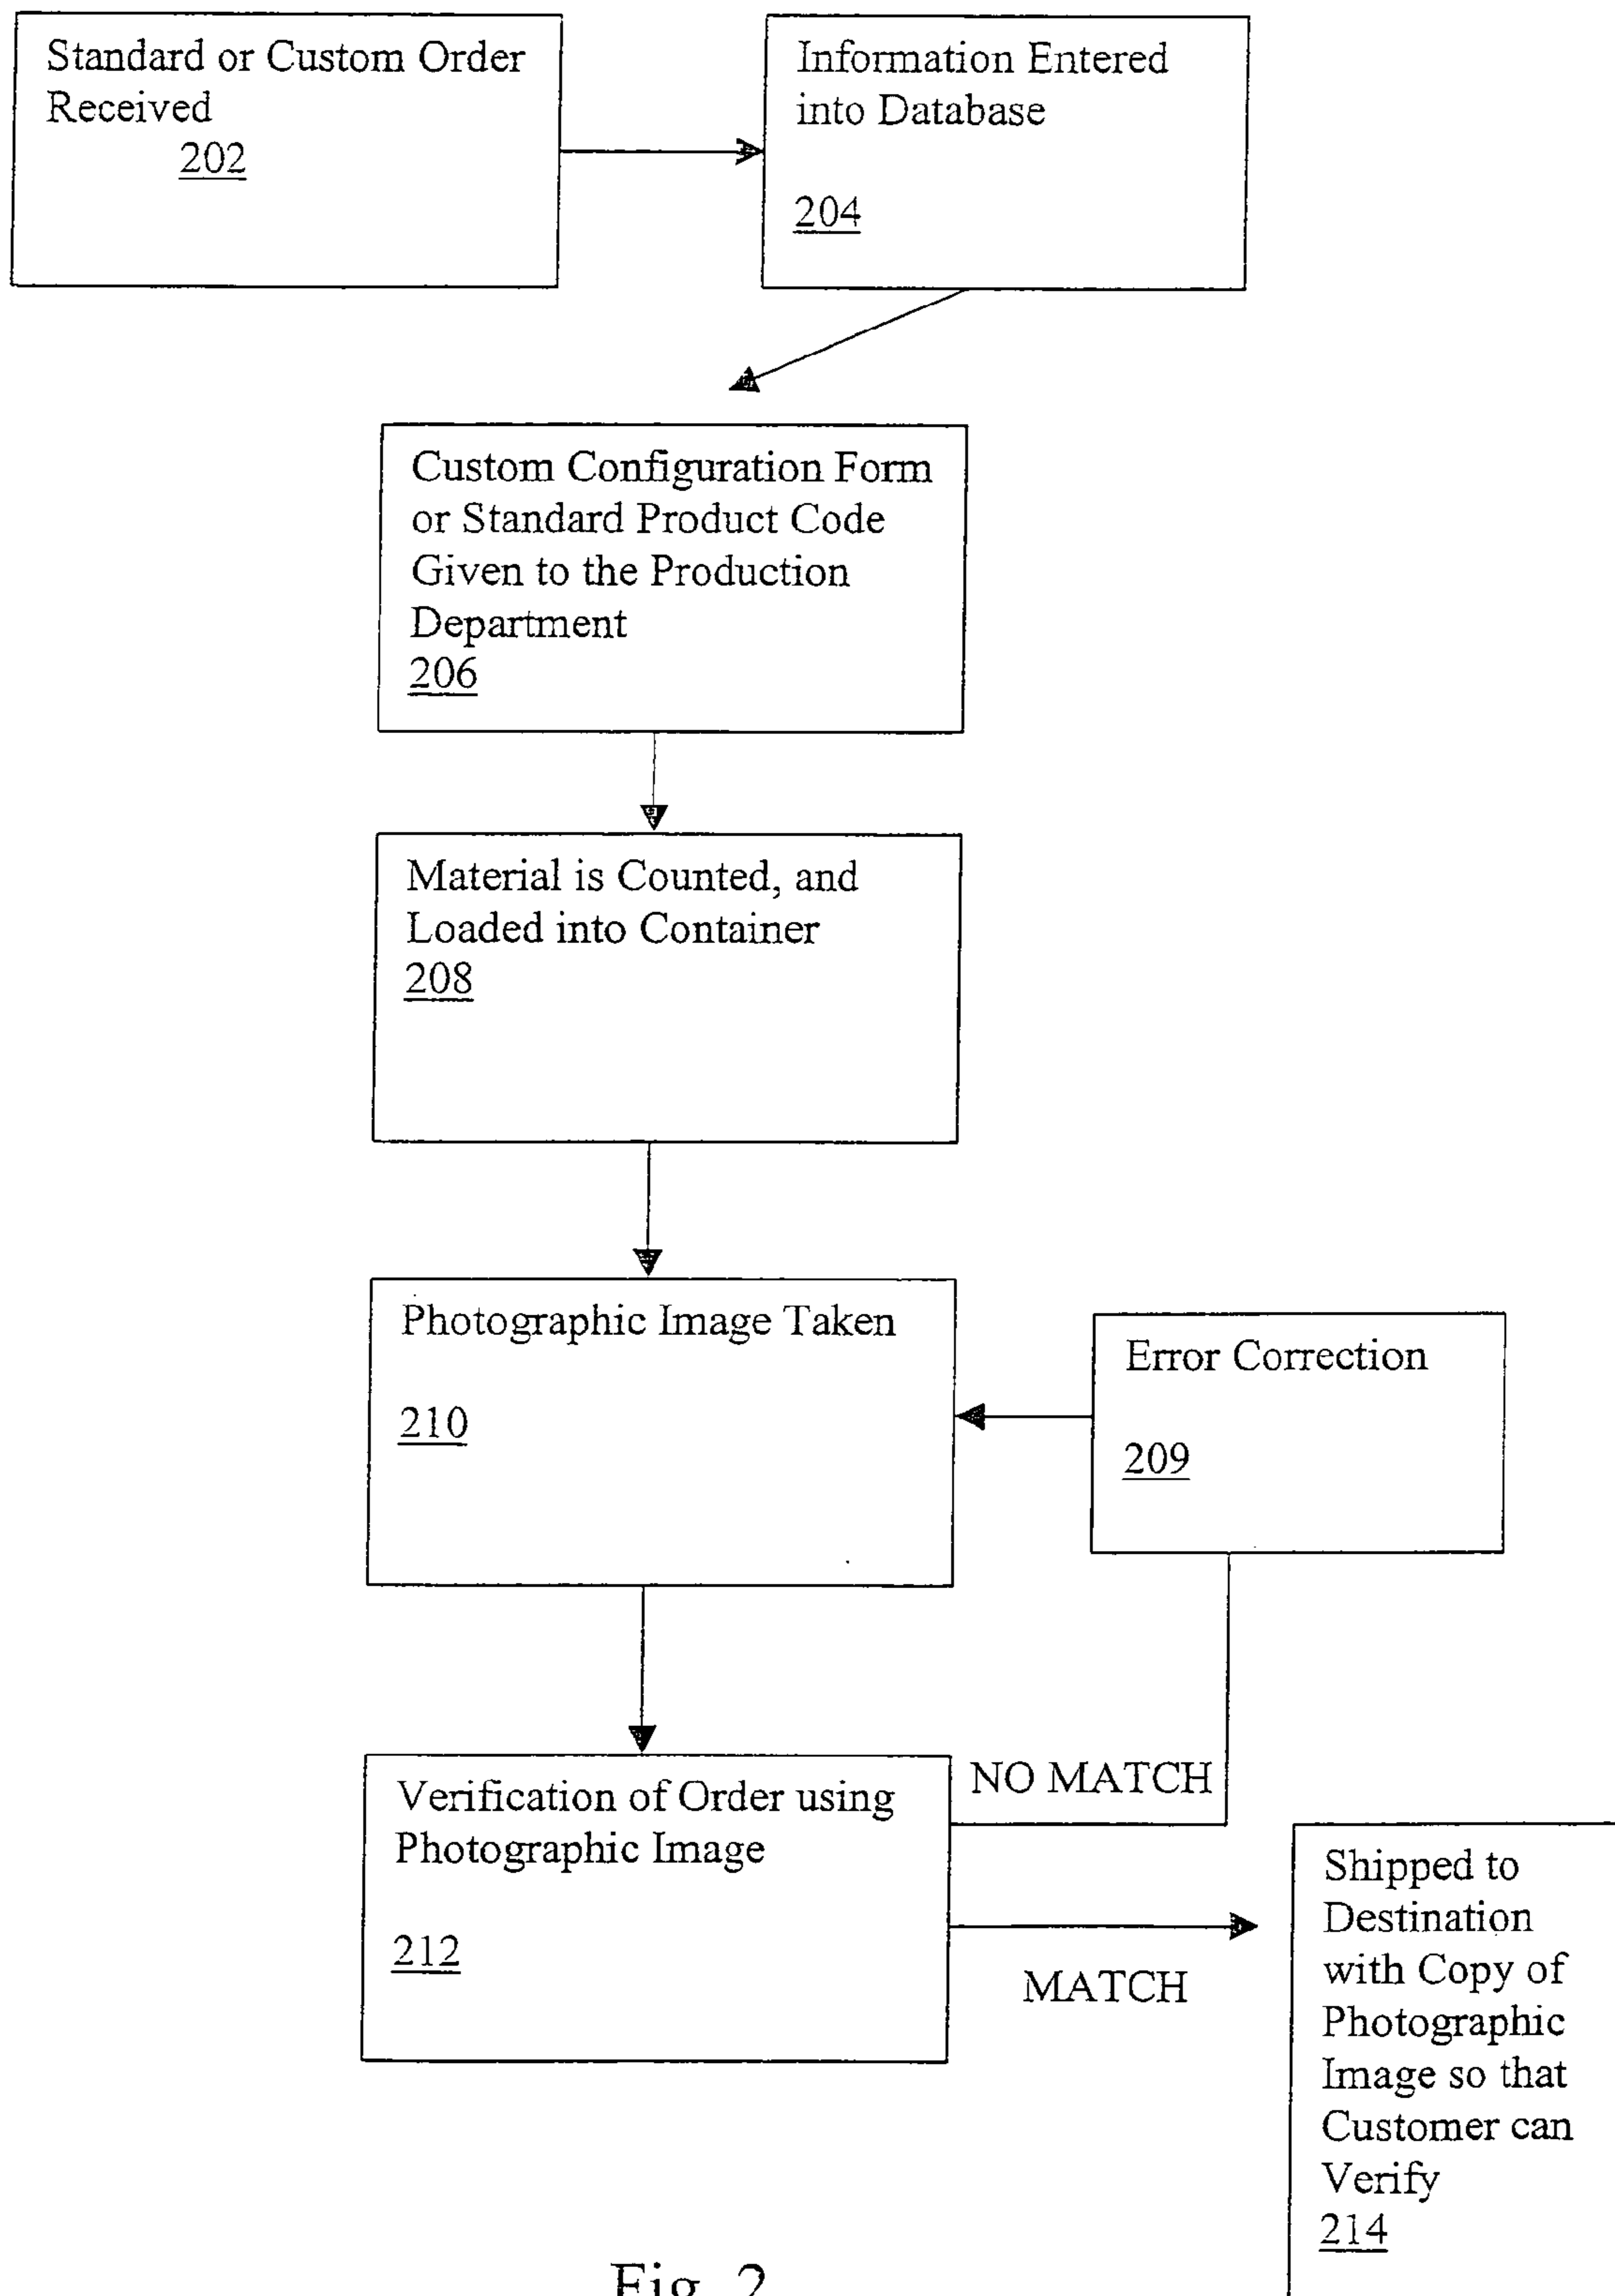 Standard or Custom Order
Received
202
Information Entered
into Database
204
Custom Configuration Form
or Standard Product Code
Given to the Production
Department
206
Material is Counted, and
Loaded into Container
208
Photographic Image Taken
210
Error Correction
209
Verification of Order using
Photographic Image
212
NO MATCH
MATCH
Shipped to
Destination
with Copy of
Photographic
Image so that
Customer can
Verify
214
Fig. 2